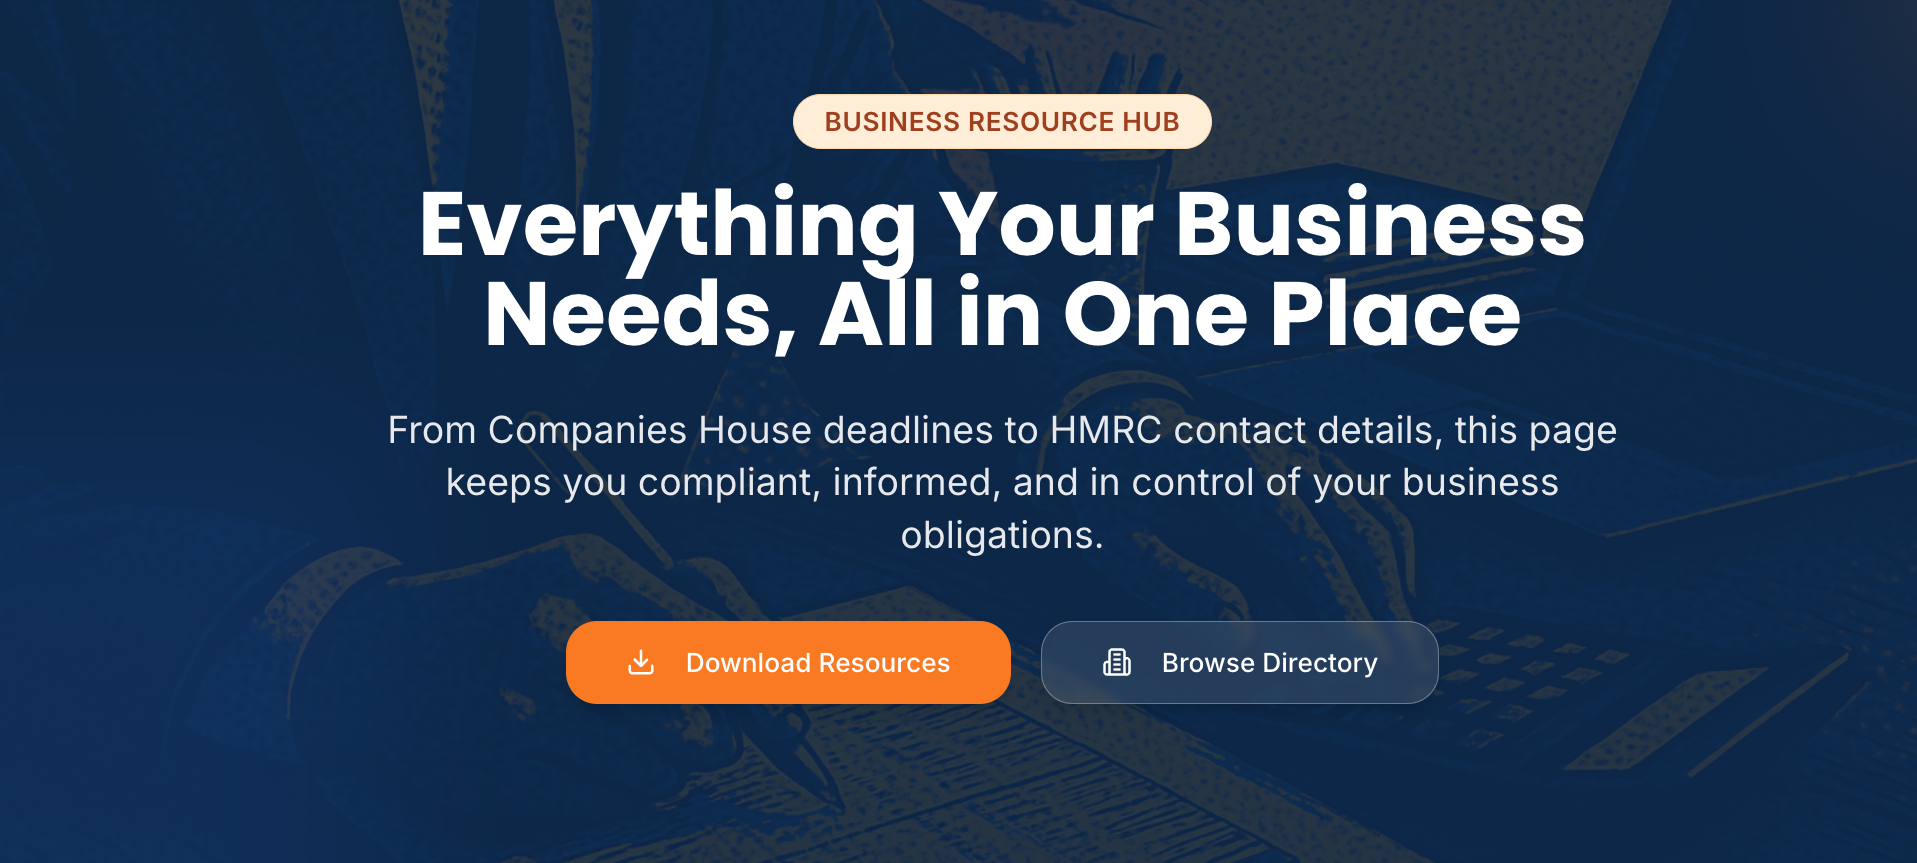 BUSINESS RESOURCE HUB
Everything Your Business
Needs, All in One Place
From Companies House deadlines to HMRC contact details, this page
keeps you compliant, informed, and in control of your business
obligations.
Download Resources
Browse Directory